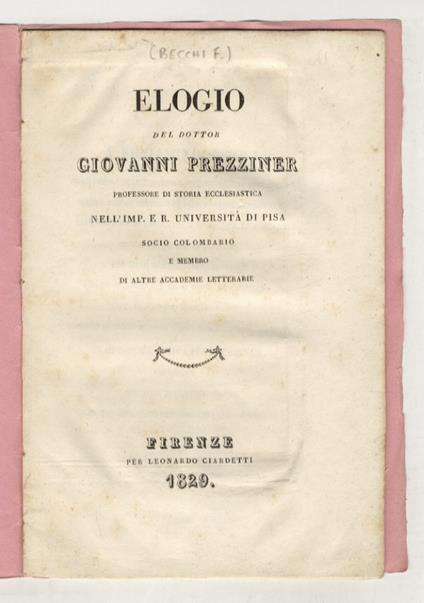 (BECCHI F.)
ELOGIO
DEL DOTTOR
GIOVANNI PREZZINER
PROFESSORE DI STORIA ECCLESIASTICA
NELL'IMP. E R. UNIVERSITÀ DI PISA
SOCIO COLOMBARIO
E MEMBRO
DI ALTRE ACCADEMIE LETTERARIE
FIRENZE
PER LEONARDO CIARDETTI
1829.